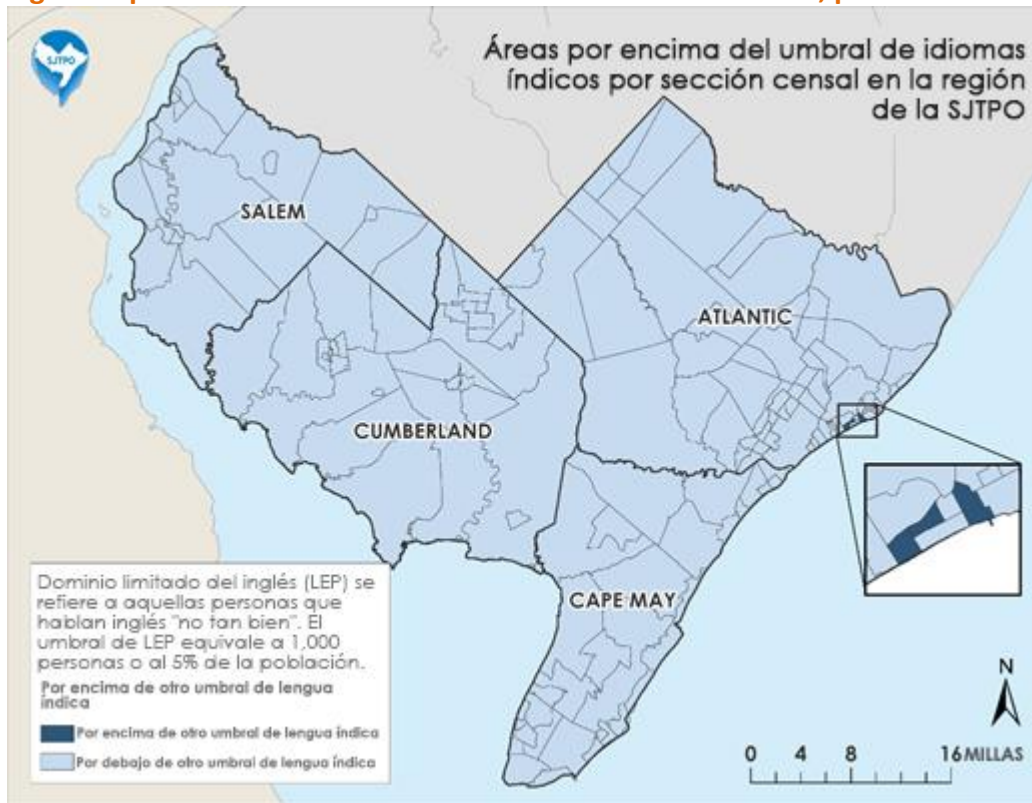 SJTPO
Áreas por encima del umbral de idiomas
índicos por sección censal en la región
de la SJTPO
SALEM
ATLANTIC
CUMBERLAND
CAPE MAY
Dominio limitado del inglés (LEP) se
refiere a aquellas personas que
hablan inglés "no tan bien". El
umbral de LEP equivale a 1,000
personas o al 5% de la población.
Por encima de otro umbral de lengua
índica
Por encima de otro umbral de lengua índica
Por debajo de otro umbral de lengua índica
N
0 4 8 16 MILLAS